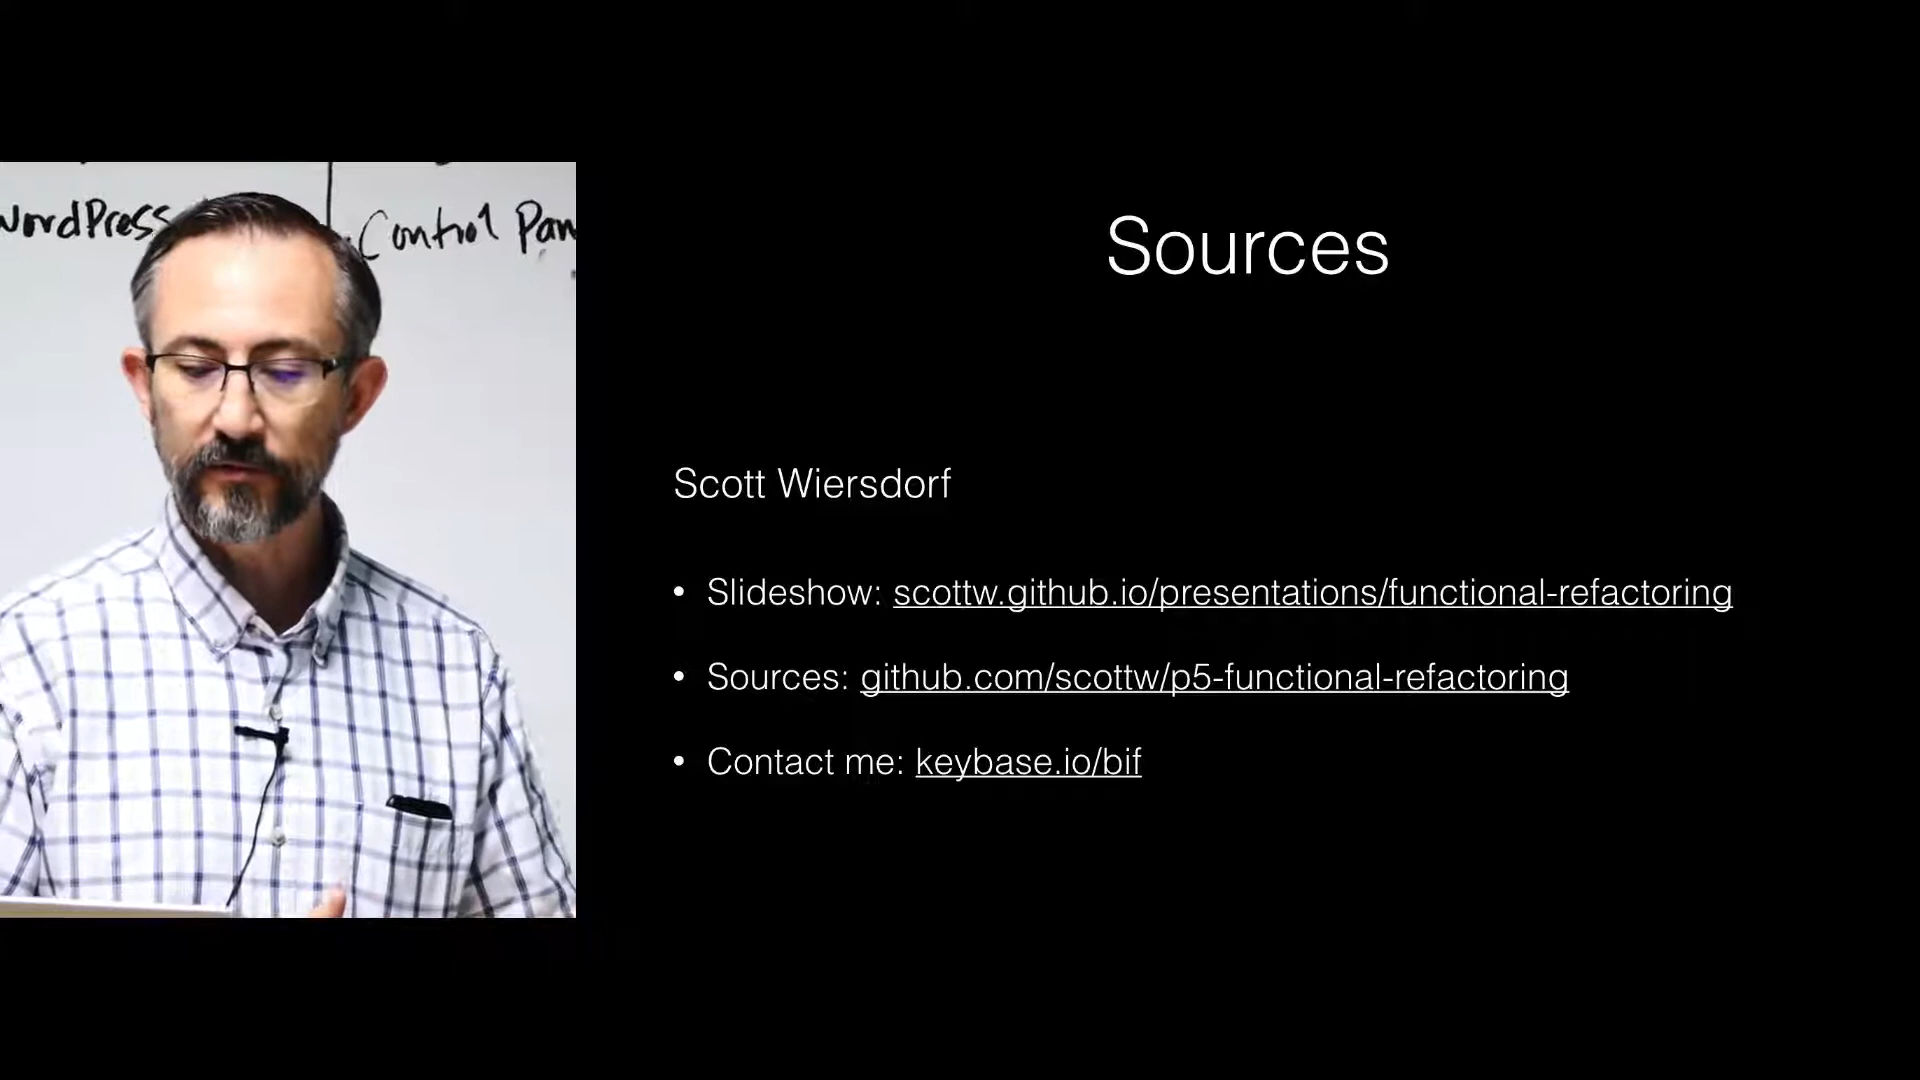 WordPress
Control Pan
Sources
Scott Wiersdorf
• Slideshow: scottw.github.io/presentations/functional-refactoring
• Sources: github.com/scottw/p5-functional-refactoring
• Contact me: keybase.io/bif